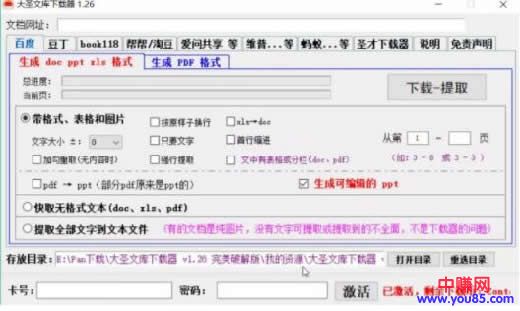 大圣文库下载器 1.26
文档网址:
百度 豆丁 book118 帮帮/淘豆 爱问共享 等 维普...等 蚂蚁...等 圣才下载器 说明 免责声明
生成 doc ppt xls 格式 生成 PDF 格式
总进度:
当前页:
下载-提取
带格式、表格和图片 按原样子换行 xls→doc
文字大小 ±: 0 只要文字 首行缩进 从第 1 - 页
加勾重取(无内容时) 强行提取 文中有表格或分栏(doc、pdf) (如: 3 - 0 或 3 - 3 )
pdf → ppt (部分pdf原来是ppt的) 生成可编辑的 ppt
快取无格式文本(doc、xls、pdf)
提取全部文字到文本文件 (有的文档是纯图片,没有文字可提取或提取到的不全面,不是下载器的问题)
存放目录: E:\Pan下载\大圣文库下载器 v1.26 完美破解版\我的资源\大圣文库下载器 打开目录 重选目录
卡号: 密码: 激活 已激活,剩余下载
中赚网
www.you85.com